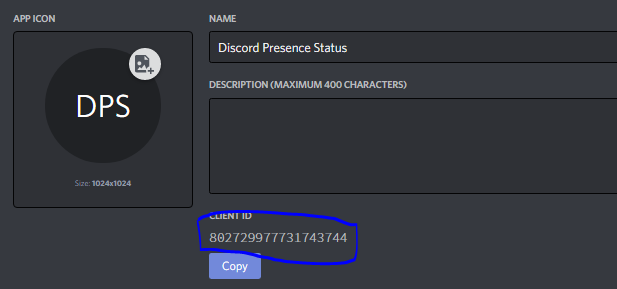 APP ICON
DPS
Size: 1024x1024
NAME
Discord Presence Status
DESCRIPTION (MAXIMUM 400 CHARACTERS)
CLIENT ID
802729977731743744
Copy